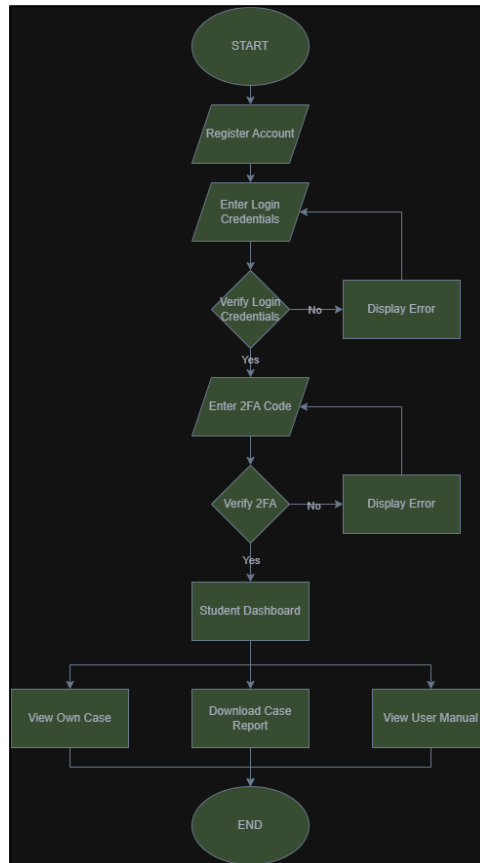 START
Register Account
Enter Login
Credentials
Verify Login
Credentials
No
Display Error
Yes
Enter 2FA Code
Verify 2FA
No
Display Error
Yes
Student Dashboard
View Own Case
Download Case
Report
View User Manual
END